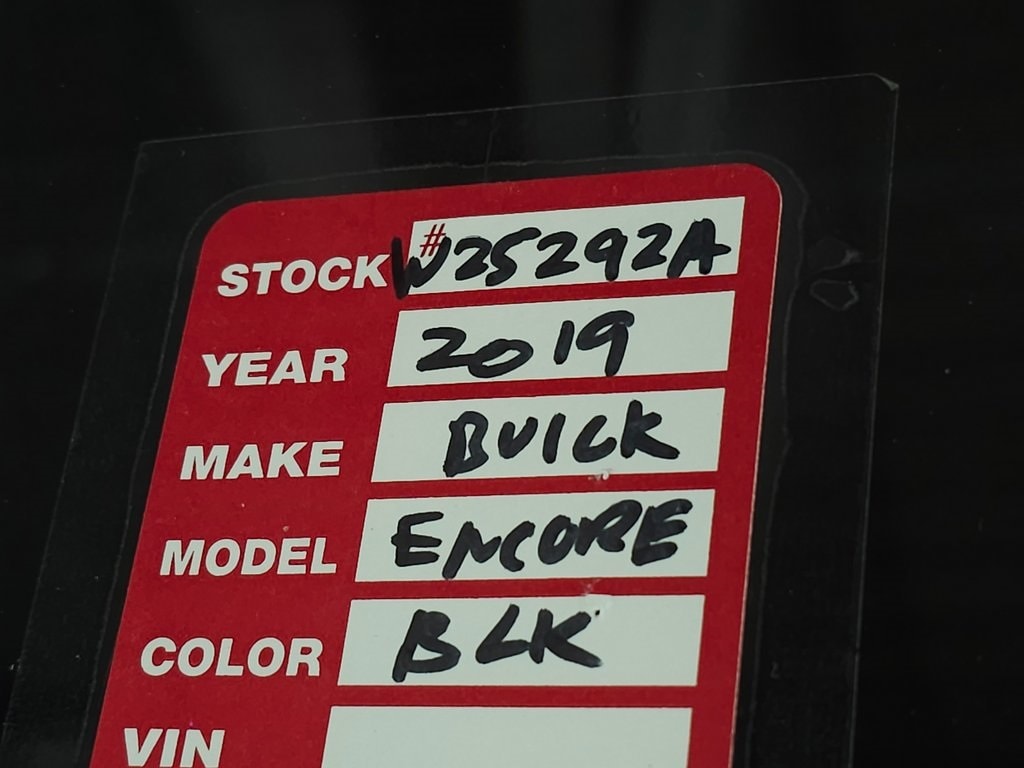 STOCK # W25292A
YEAR 2019
MAKE BUICK
MODEL ENCORE
COLOR BLK
VIN